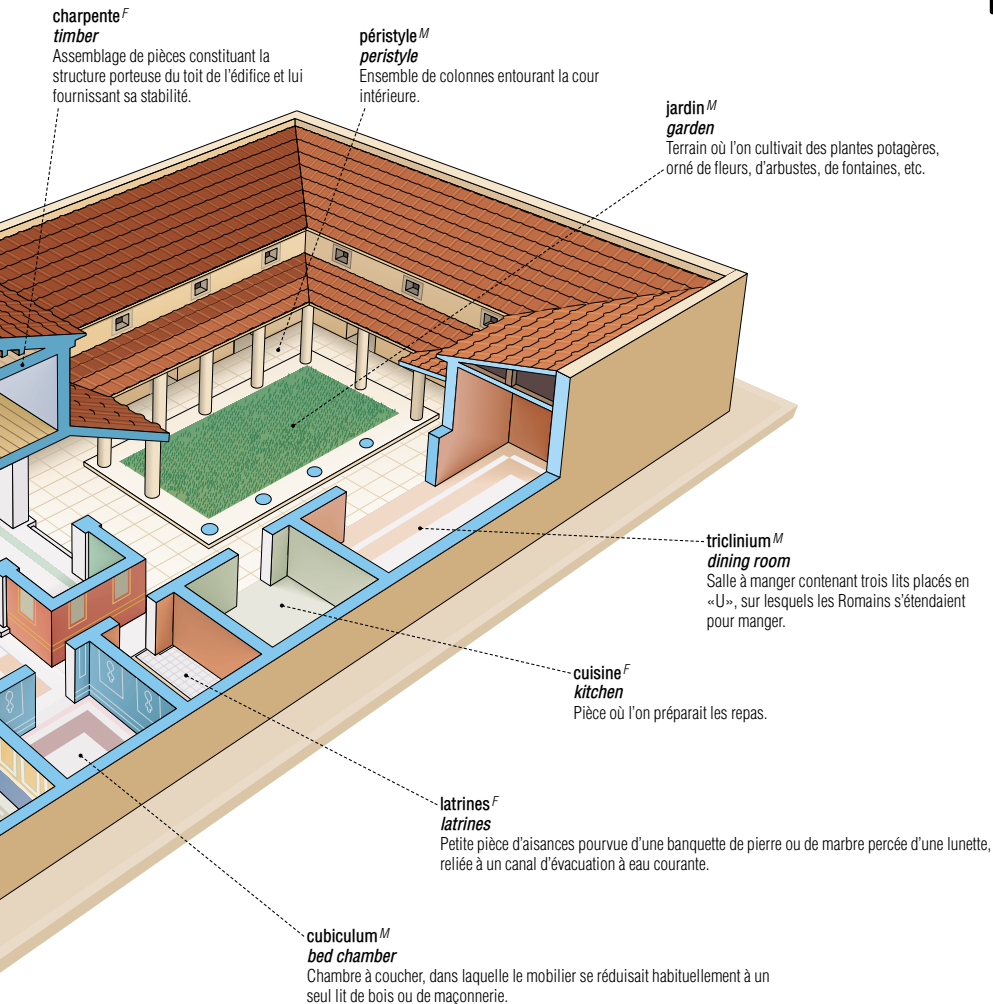 charpente F
timber
Assemblage de pièces constituant la
structure porteuse du toit de l'édifice et lui
fournissant sa stabilité.
péristyle M
peristyle
Ensemble de colonnes entourant la cour
intérieure.
jardin M
garden
Terrain où l'on cultivait des plantes potagères,
orné de fleurs, d'arbustes, de fontaines, etc.
triclinium M
dining room
Salle à manger contenant trois lits placés en
«U», sur lesquels les Romains s'étendaient
pour manger.
cuisine F
kitchen
Pièce où l'on préparait les repas.
latrines F
latrines
Petite pièce d'aisances pourvue d'une banquette de pierre ou de marbre percée d'une lunette,
reliée à un canal d'évacuation à eau courante.
cubiculum M
bed chamber
Chambre à coucher, dans laquelle le mobilier se réduisait habituellement à un
seul lit de bois ou de maçonnerie.